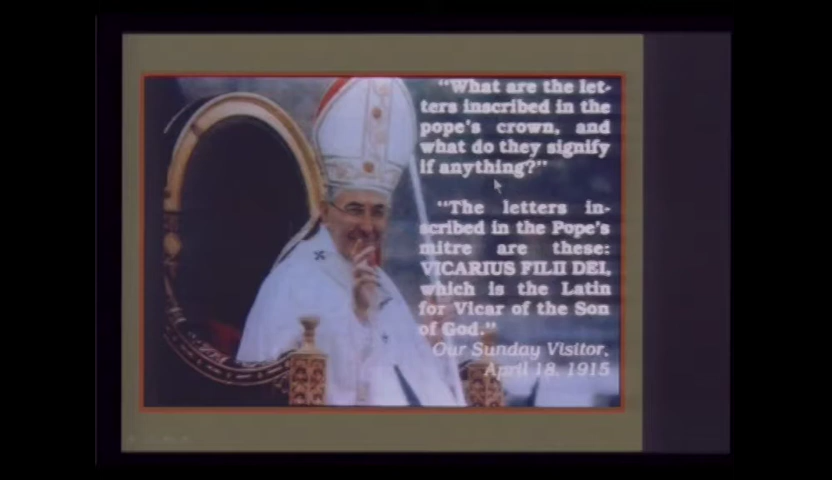 "What are the let-
ters inscribed in the
pope's crown, and
what do they signify
if anything?"
"The letters in-
scribed in the Pope's
mitre are these:
VICARIUS FILII DEI,
which is the Latin
for Vicar of the Son
of God."
Our Sunday Visitor,
April 18, 1915